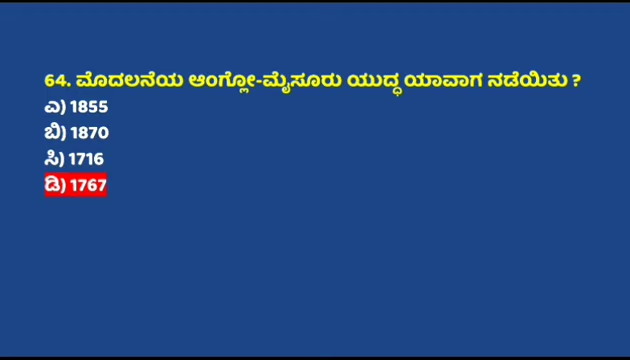 64. ಮೊದಲನೆಯ ಆಂಗ್ಲೋ-ಮೈಸೂರು ಯುದ್ಧ ಯಾವಾಗ ನಡೆಯಿತು ?
ಎ) 1855
ಬಿ) 1870
ಸಿ) 1716
ಡಿ) 1767